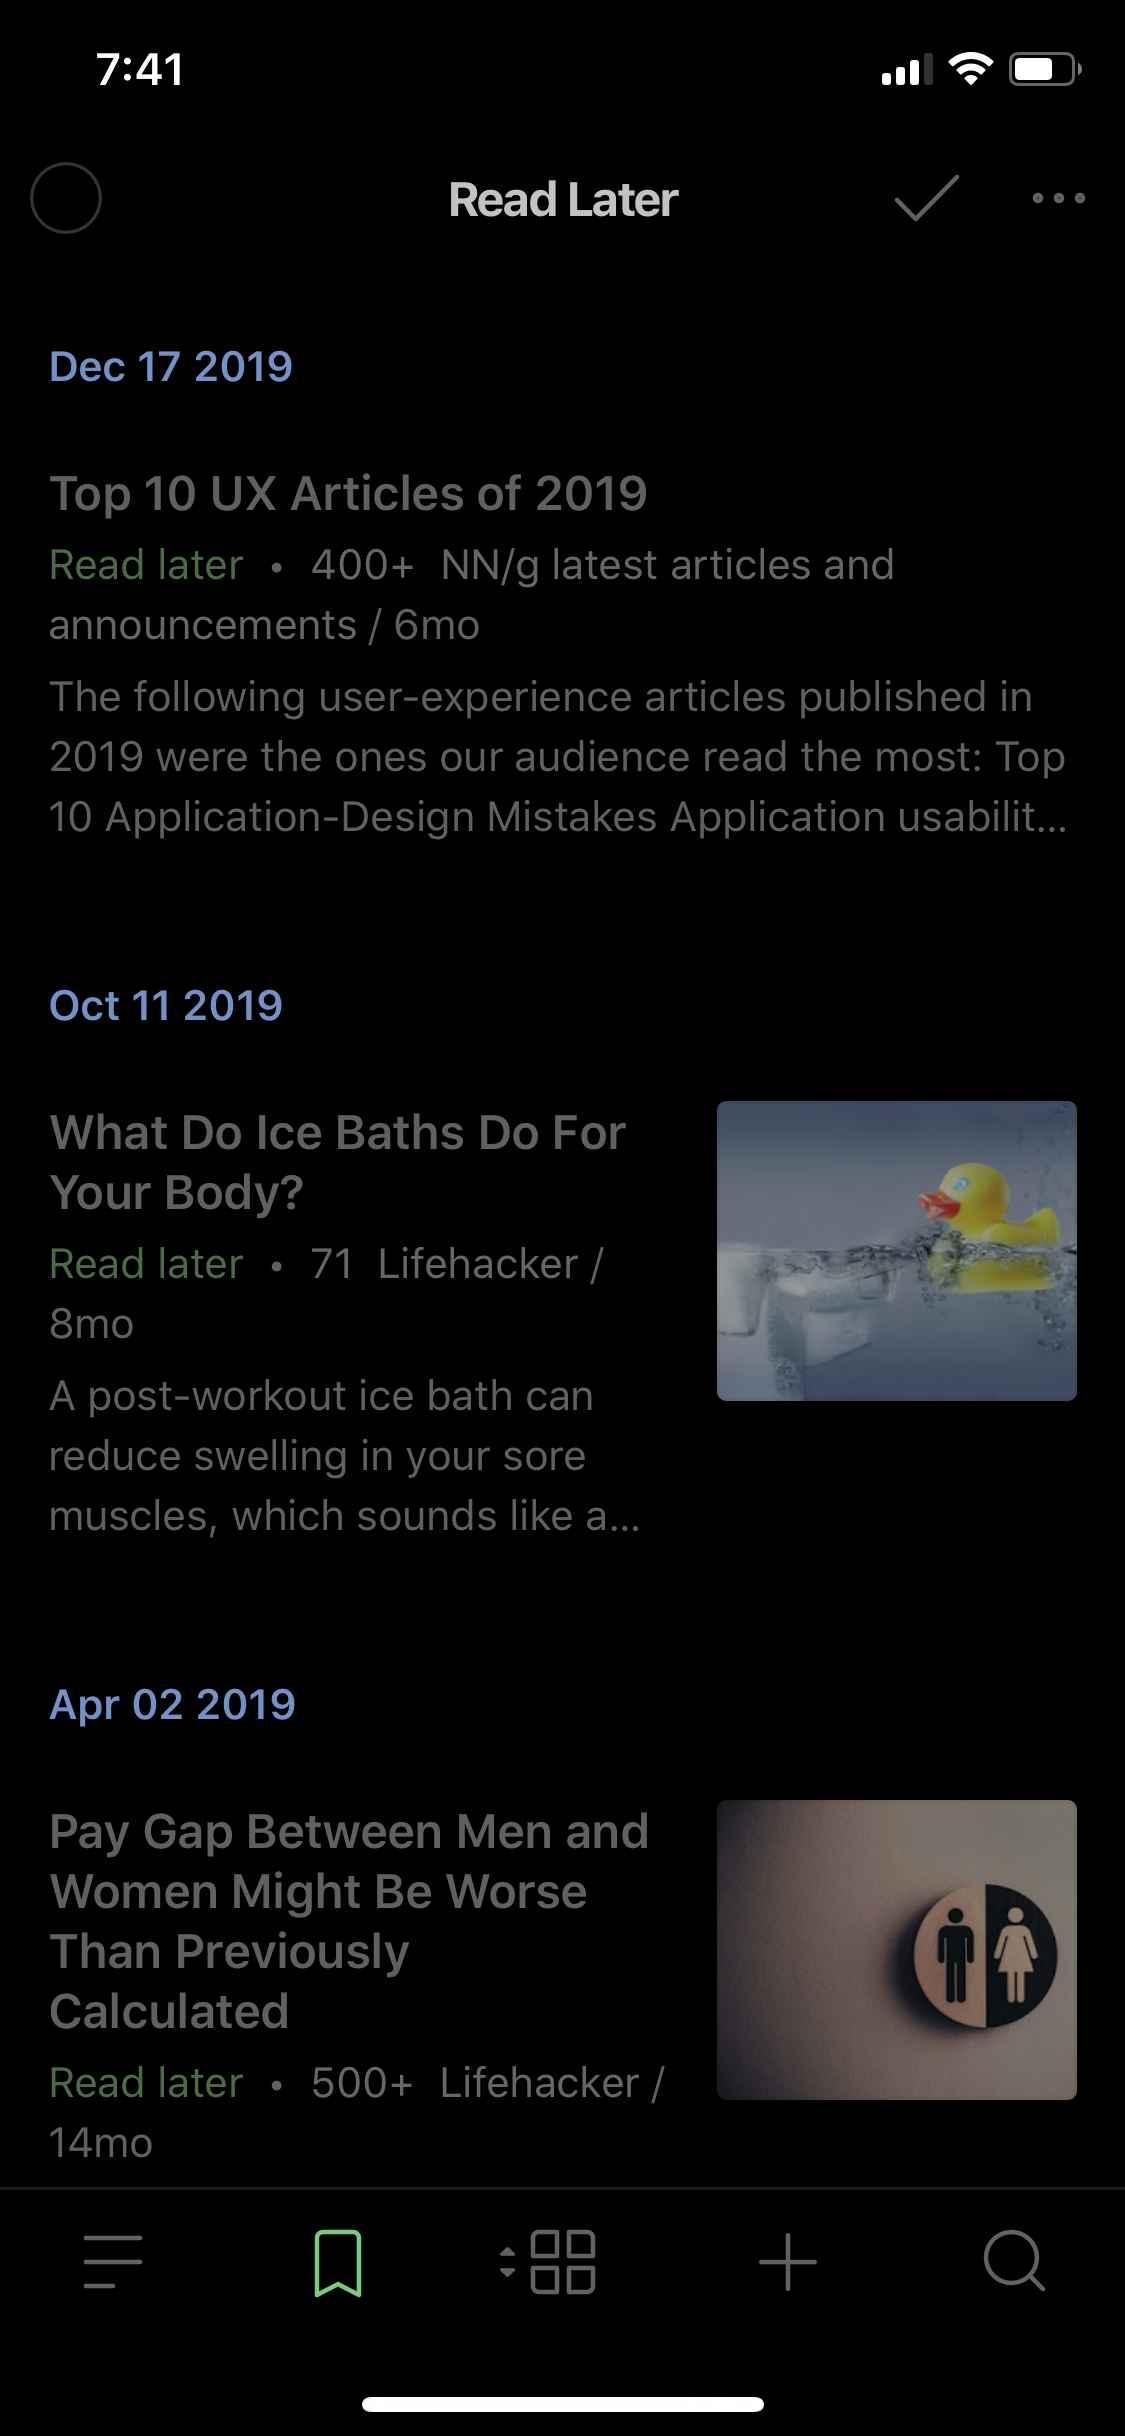 7:41
Read Later
Dec 17 2019
Top 10 UX Articles of 2019
Read later • 400+ NN/g latest articles and
announcements / 6mo
The following user-experience articles published in
2019 were the ones our audience read the most: Top
10 Application-Design Mistakes Application usabilit...
Oct 11 2019
What Do Ice Baths Do For
Your Body?
Read later • 71 Lifehacker /
8mo
A post-workout ice bath can
reduce swelling in your sore
muscles, which sounds like a...
Apr 02 2019
Pay Gap Between Men and
Women Might Be Worse
Than Previously
Calculated
Read later • 500+ Lifehacker /
14mo